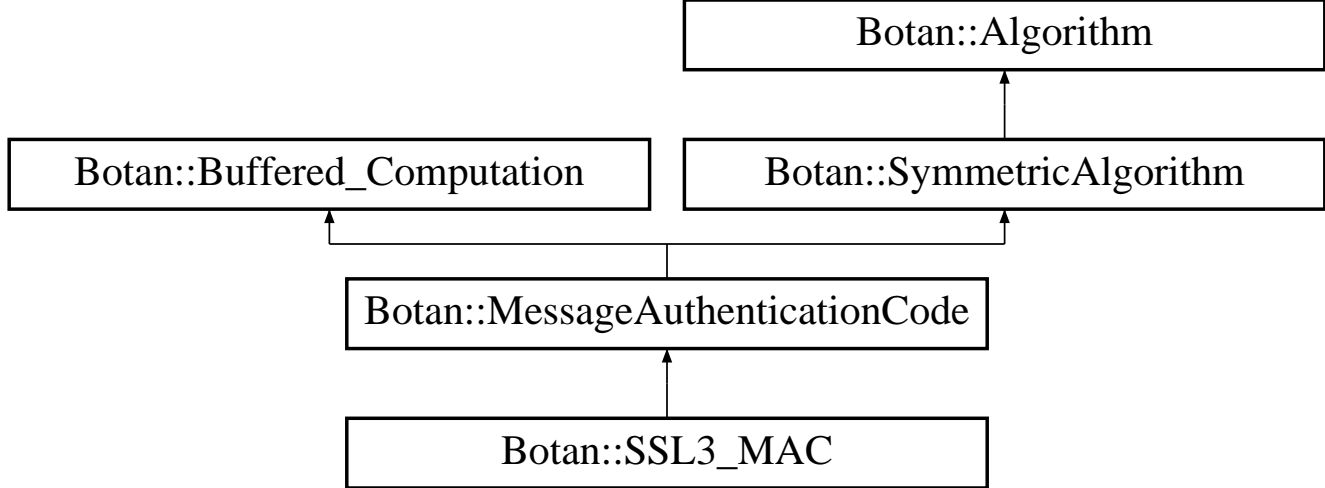 Botan::Algorithm
Botan::Buffered_Computation
Botan::SymmetricAlgorithm
Botan::MessageAuthenticationCode
Botan::SSL3_MAC